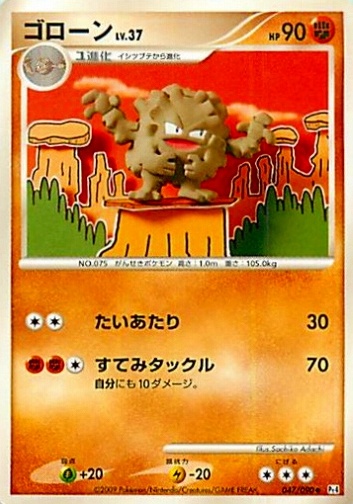 ゴローン LV.37 HP 90
1進化 イシツブテから進化
NO.075 がんせきポケモン 高さ：1.0m 重さ：105.0kg
たいあたり 30
すてみタックル 70
自分にも10ダメージ。
Illus. Sachiko Adachi
弱点 抵抗力 にげる
+20 -20
©2009 Pokémon/Nintendo/Creatures/GAME FREAK 047/090 Pt4